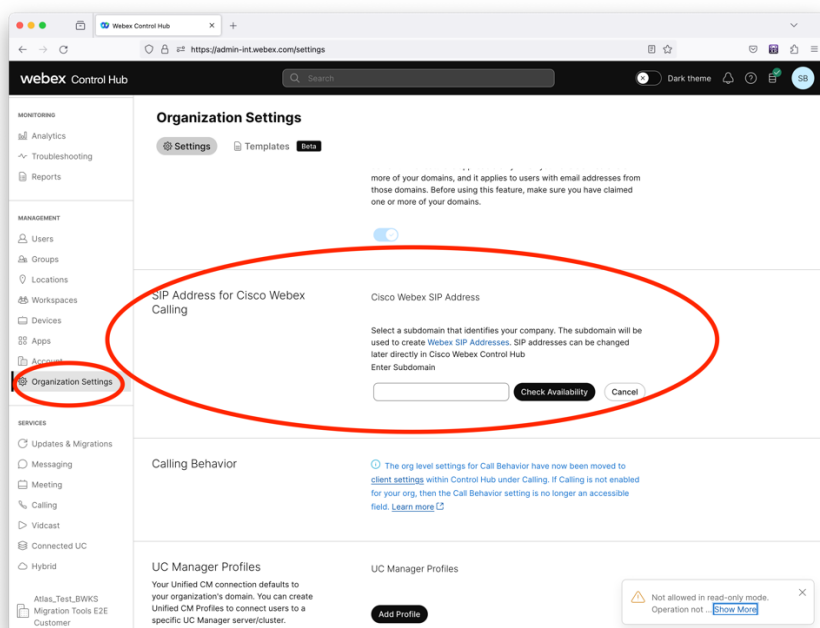 Webex Control Hub
https://admin-int.webex.com/settings
webex Control Hub
Search
Dark theme
SB
MONITORING
Analytics
Troubleshooting
Reports
MANAGEMENT
Users
Groups
Locations
Workspaces
Devices
Apps
Account
Organization Settings
SERVICES
Updates & Migrations
Messaging
Meeting
Calling
Vidcast
Connected UC
Hybrid
Atlas_Test_BWKS
Migration Tools E2E
Customer
Organization Settings
Settings
Templates Beta
more of your domains, and it applies to users with email addresses from
those domains. Before using this feature, make sure you have claimed
one or more of your domains.
SIP Address for Cisco Webex
Calling
Cisco Webex SIP Address
Select a subdomain that identifies your company. The subdomain will be
used to create Webex SIP Addresses. SIP addresses can be changed
later directly in Cisco Webex Control Hub
Enter Subdomain
Check Availability
Cancel
Calling Behavior
The org level settings for Call Behavior have now been moved to
client settings within Control Hub under Calling. If Calling is not enabled
for your org, then the Call Behavior setting is no longer an accessible
field. Learn more
UC Manager Profiles
Your Unified CM connection defaults to
your organization's domain. You can create
Unified CM Profiles to connect users to a
specific UC Manager server/cluster.
UC Manager Profiles
Add Profile
Not allowed in read-only mode.
Operation not ... Show More